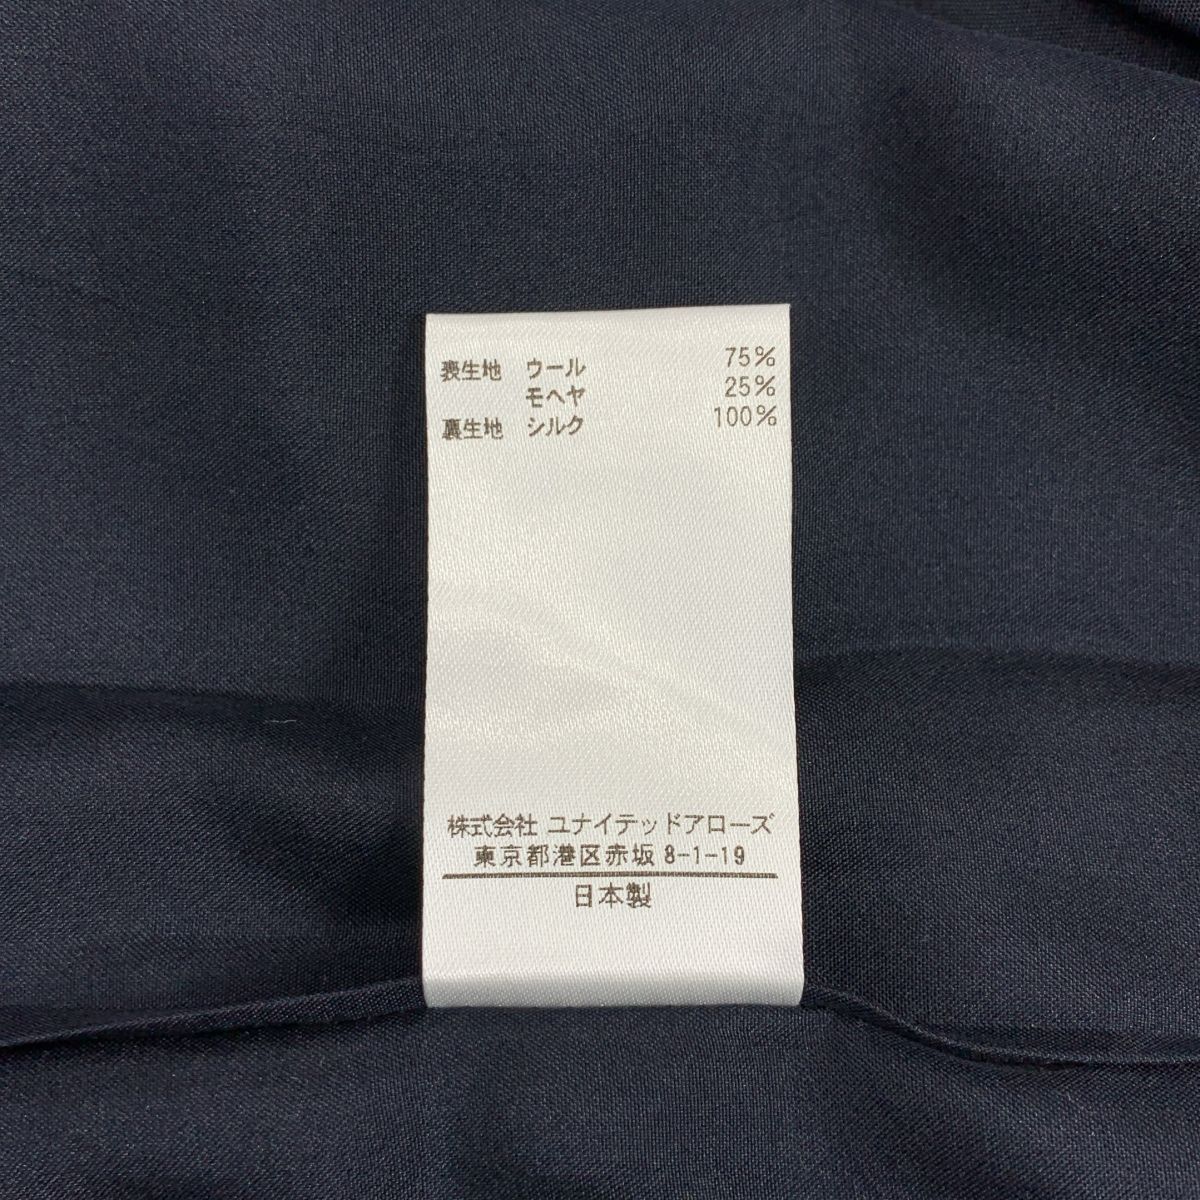 表生地 ウール 75%
モヘヤ 25%
裏生地 シルク 100%
株式会社 ユナイテッドアローズ
東京都港区赤坂 8-1-19
日本製